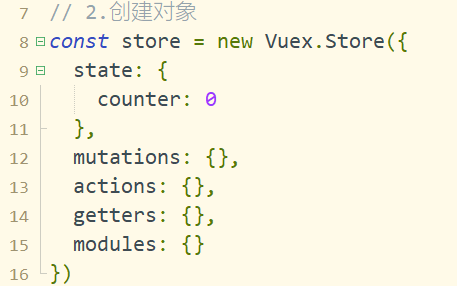 7 // 2.创建对象
8 const store = new Vuex.Store({
9   state: {
10     counter: 0
11   },
12   mutations: {},
13   actions: {},
14   getters: {},
15   modules: {}
16 })